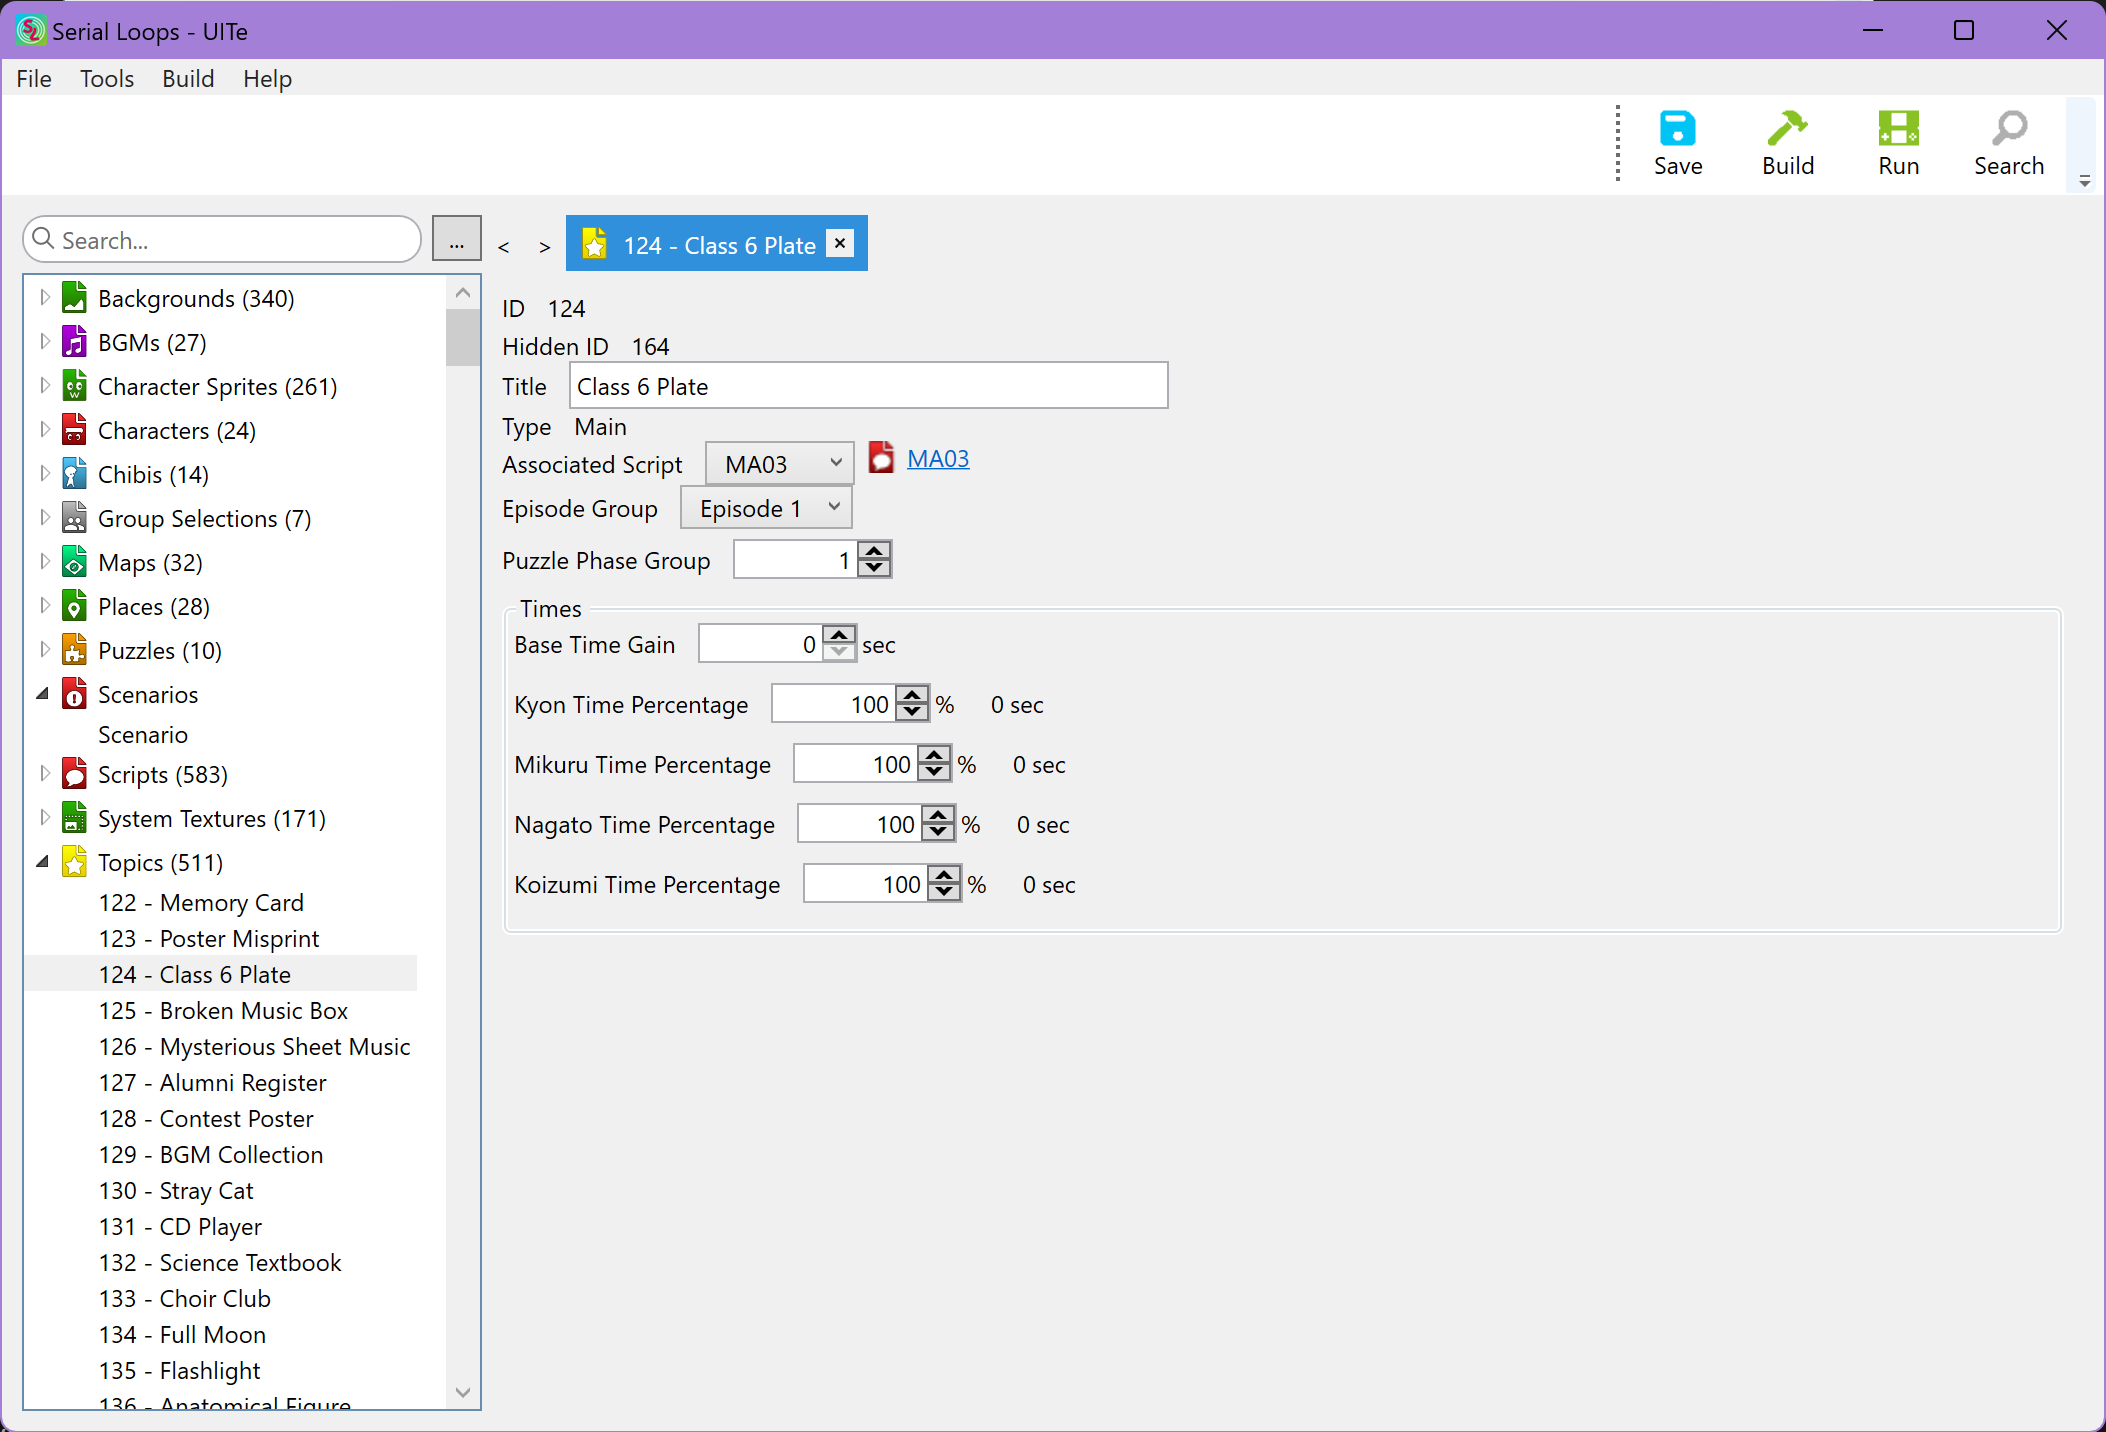 Serial Loops - UITe
File Tools Build Help
Save Build Run Search
Search...
...
< >
124 - Class 6 Plate
Backgrounds (340)
BGMs (27)
Character Sprites (261)
Characters (24)
Chibis (14)
Group Selections (7)
Maps (32)
Places (28)
Puzzles (10)
Scenarios
Scenario
Scripts (583)
System Textures (171)
Topics (511)
122 - Memory Card
123 - Poster Misprint
124 - Class 6 Plate
125 - Broken Music Box
126 - Mysterious Sheet Music
127 - Alumni Register
128 - Contest Poster
129 - BGM Collection
130 - Stray Cat
131 - CD Player
132 - Science Textbook
133 - Choir Club
134 - Full Moon
135 - Flashlight
136 - Anatomical Figure
ID 124
Hidden ID 164
Title Class 6 Plate
Type Main
Associated Script MA03 MA03
Episode Group Episode 1
Puzzle Phase Group 1
Times
Base Time Gain 0 sec
Kyon Time Percentage 100 % 0 sec
Mikuru Time Percentage 100 % 0 sec
Nagato Time Percentage 100 % 0 sec
Koizumi Time Percentage 100 % 0 sec